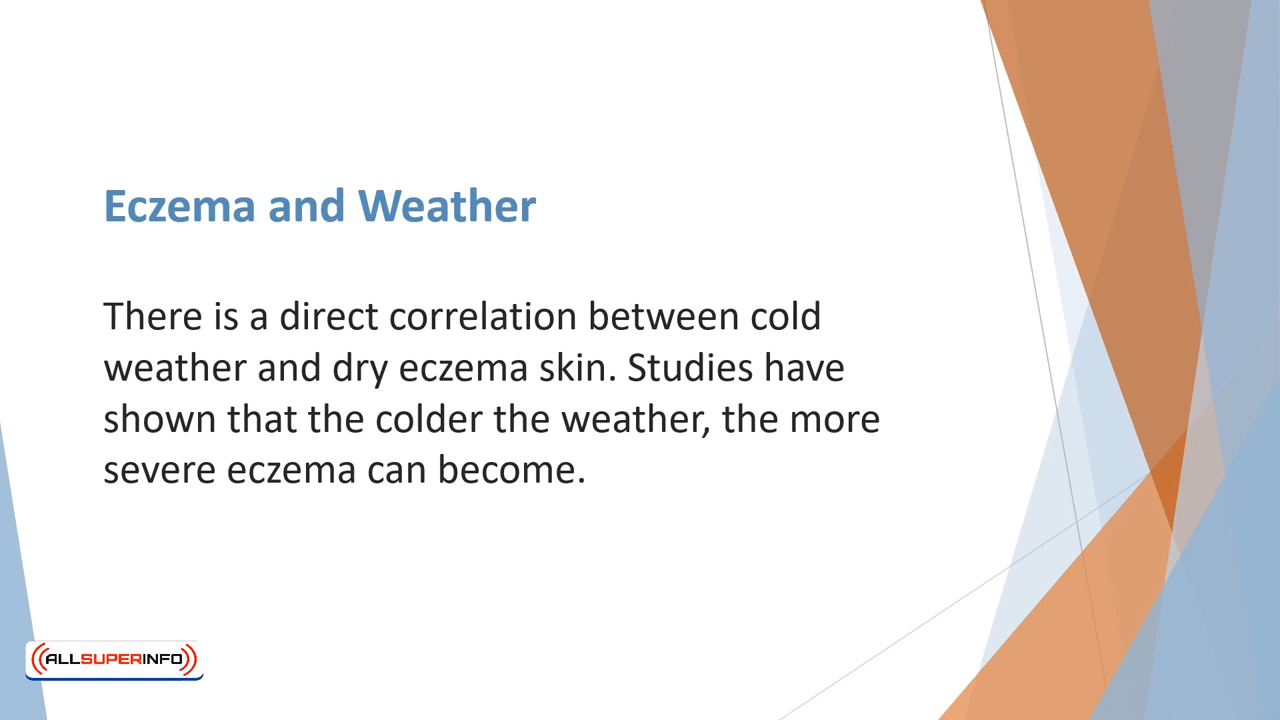 Eczema and Weather
There is a direct correlation between cold
weather and dry eczema skin. Studies have
shown that the colder the weather, the more
severe eczema can become.
ALLSUPERINFO